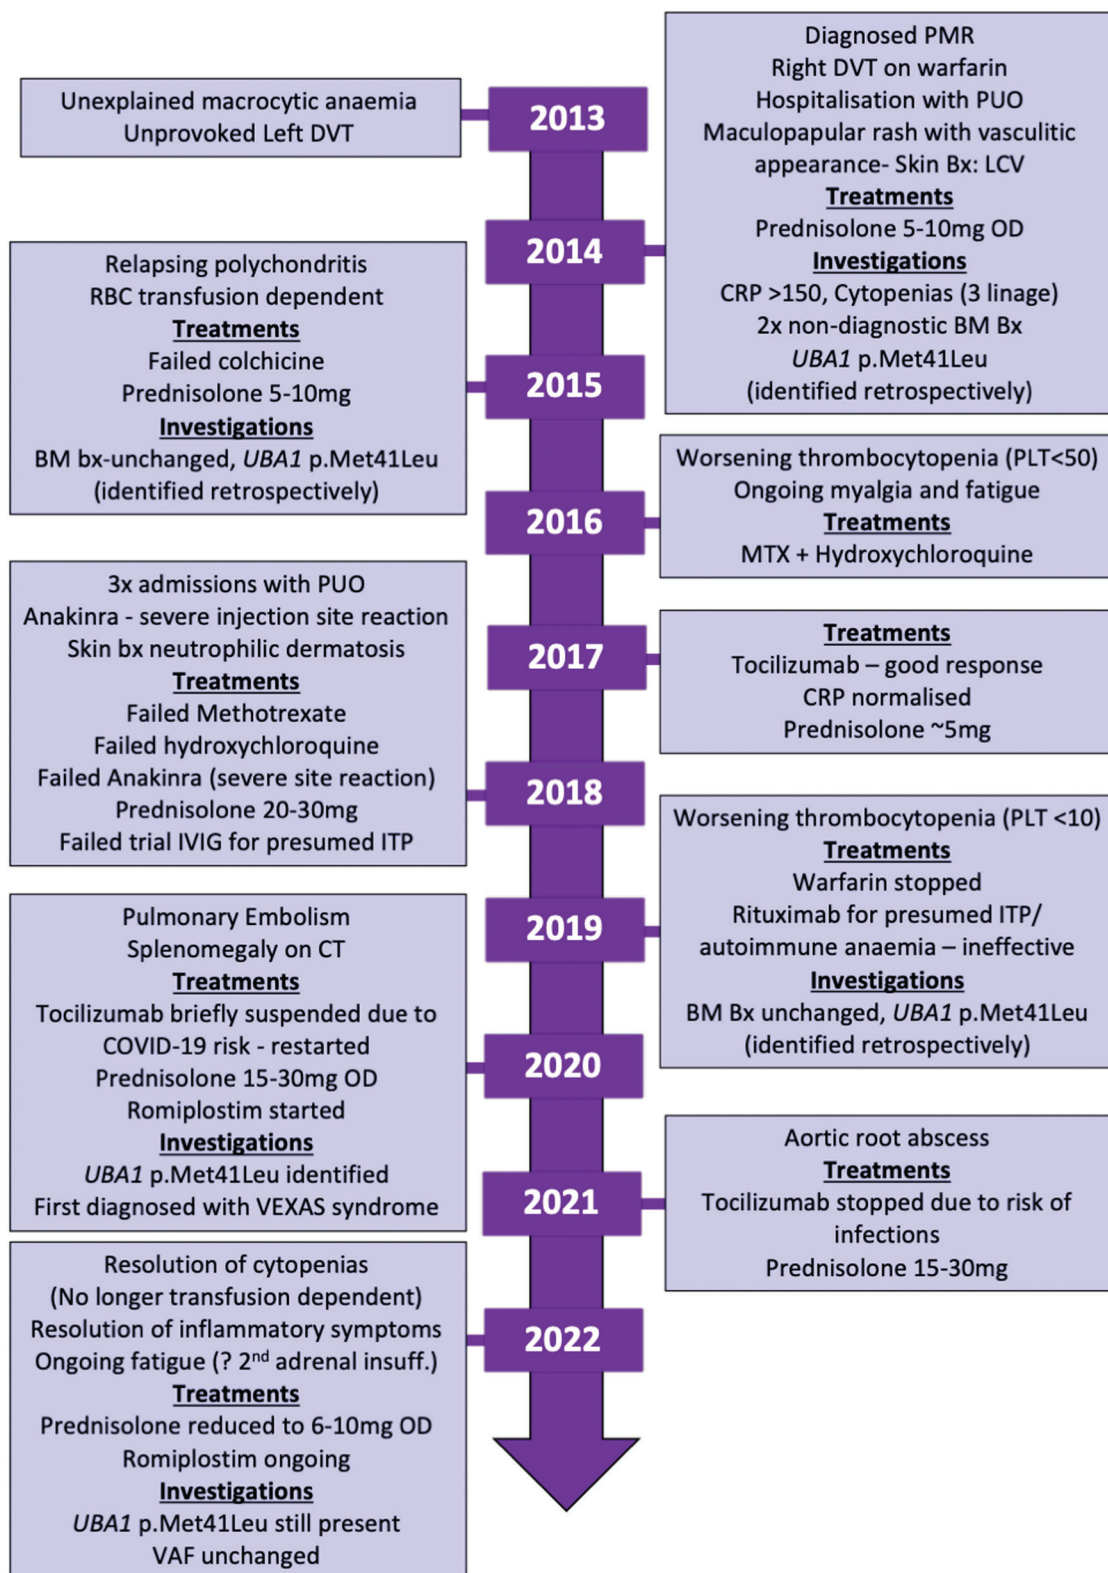 2013
Unexplained macrocytic anaemia
Unprovoked Left DVT
2014
Diagnosed PMR
Right DVT on warfarin
Hospitalisation with PUO
Maculopapular rash with vasculitic
appearance- Skin Bx: LCV
Treatments
Prednisolone 5-10mg OD
Investigations
CRP >150, Cytopenias (3 linage)
2x non-diagnostic BM Bx
UBA1 p.Met41Leu
(identified retrospectively)
2015
Relapsing polychondritis
RBC transfusion dependent
Treatments
Failed colchicine
Prednisolone 5-10mg
Investigations
BM bx-unchanged, UBA1 p.Met41Leu
(identified retrospectively)
2016
Worsening thrombocytopenia (PLT<50)
Ongoing myalgia and fatigue
Treatments
MTX + Hydroxychloroquine
2017
Treatments
Tocilizumab – good response
CRP normalised
Prednisolone ~5mg
2018
3x admissions with PUO
Anakinra - severe injection site reaction
Skin bx neutrophilic dermatosis
Treatments
Failed Methotrexate
Failed hydroxychloroquine
Failed Anakinra (severe site reaction)
Prednisolone 20-30mg
Failed trial IVIG for presumed ITP
2019
Worsening thrombocytopenia (PLT <10)
Treatments
Warfarin stopped
Rituximab for presumed ITP/
autoimmune anaemia – ineffective
Investigations
BM Bx unchanged, UBA1 p.Met41Leu
(identified retrospectively)
2020
Pulmonary Embolism
Splenomegaly on CT
Treatments
Tocilizumab briefly suspended due to
COVID-19 risk - restarted
Prednisolone 15-30mg OD
Romiplostim started
Investigations
UBA1 p.Met41Leu identified
First diagnosed with VEXAS syndrome
2021
Aortic root abscess
Treatments
Tocilizumab stopped due to risk of
infections
Prednisolone 15-30mg
2022
Resolution of cytopenias
(No longer transfusion dependent)
Resolution of inflammatory symptoms
Ongoing fatigue (? 2nd adrenal insuff.)
Treatments
Prednisolone reduced to 6-10mg OD
Romiplostim ongoing
Investigations
UBA1 p.Met41Leu still present
VAF unchanged